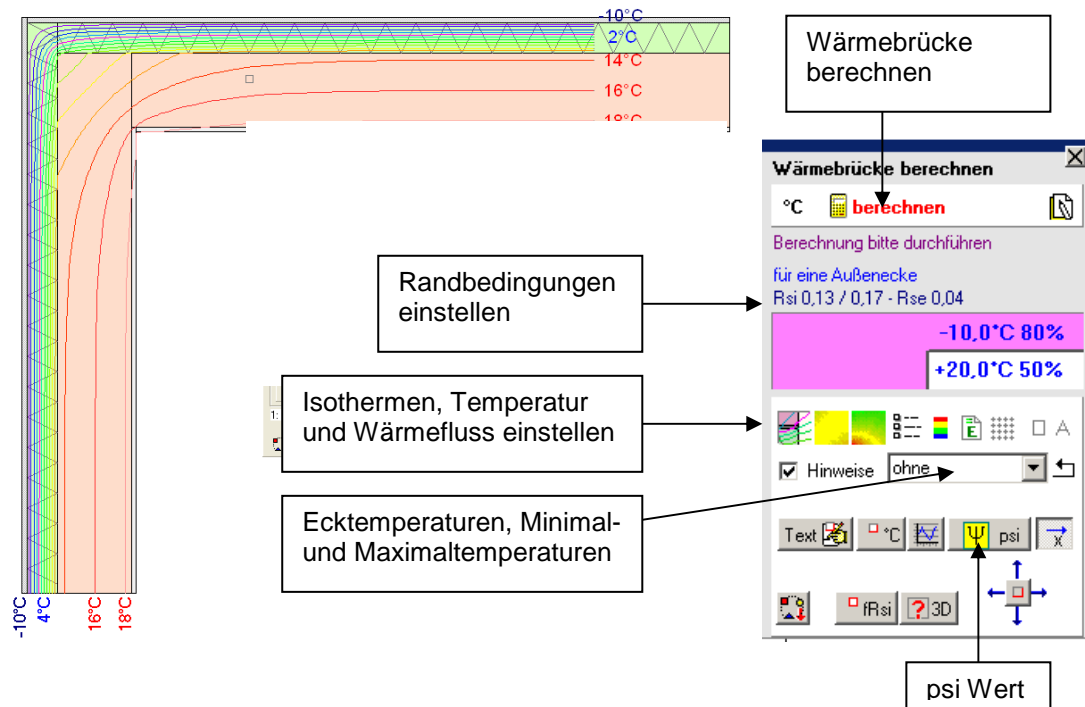 -10°C
2°C
14°C
16°C
18°C
-10°C
4°C
16°C
18°C
1:
Wärmebrücke
berechnen
Randbedingungen
einstellen
Isothermen, Temperatur
und Wärmefluss einstellen
Ecktemperaturen, Minimal-
und Maximaltemperaturen
Wärmebrücke berechnen
°C berechnen
Berechnung bitte durchführen
für eine Außenecke
Rsi 0,13 / 0,17 - Rse 0,04
-10,0°C 80%
+20,0°C 50%
E A
Hinweise ohne
Text °C Ψ psi x
fRsi ? 3D
psi Wert